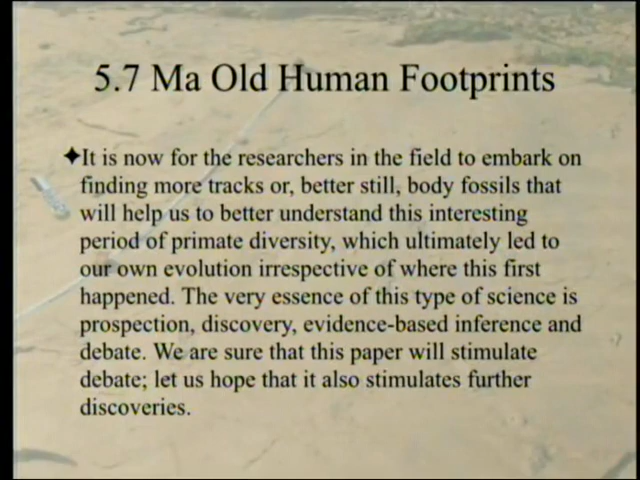 5.7 Ma Old Human Footprints
✦It is now for the researchers in the field to embark on
finding more tracks or, better still, body fossils that
will help us to better understand this interesting
period of primate diversity, which ultimately led to
our own evolution irrespective of where this first
happened. The very essence of this type of science is
prospection, discovery, evidence-based inference and
debate. We are sure that this paper will stimulate
debate; let us hope that it also stimulates further
discoveries.